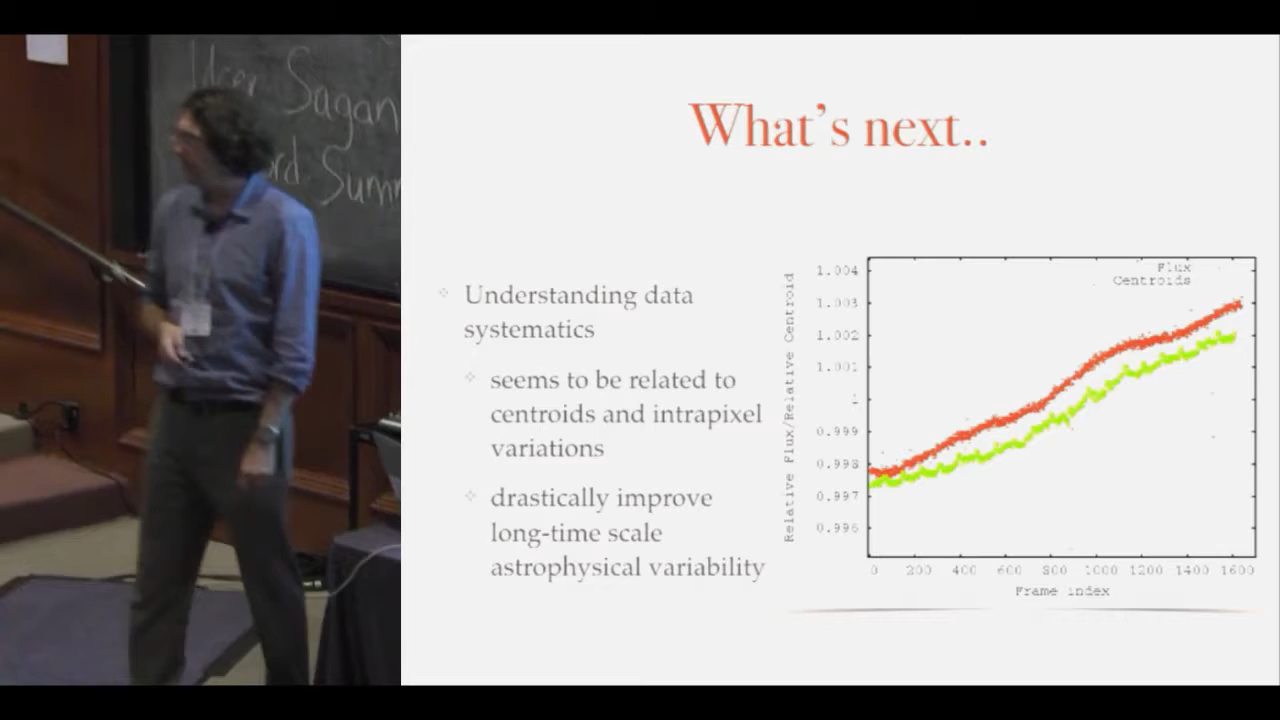 User Sagan
ord Summ
What's next..
Understanding data
systematics
seems to be related to
centroids and intrapixel
variations
drastically improve
long-time scale
astrophysical variability
Relative Flux/Relative Centroid
Flux
Centroids
1.004
1.003
1.002
1.001
1
0.999
0.998
0.997
0.996
0 200 400 600 800 1000 1200 1400 1600
Frame index